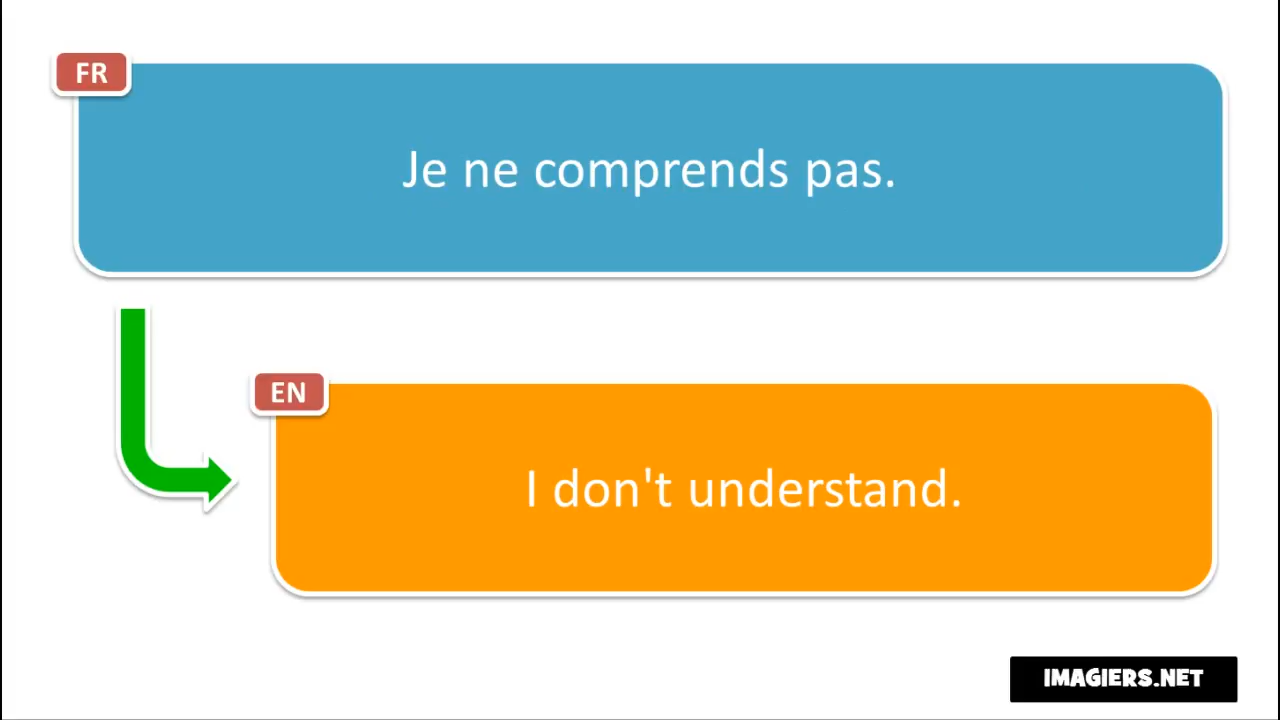 FR
Je ne comprends pas.
EN
I don't understand.
IMAGIERS.NET